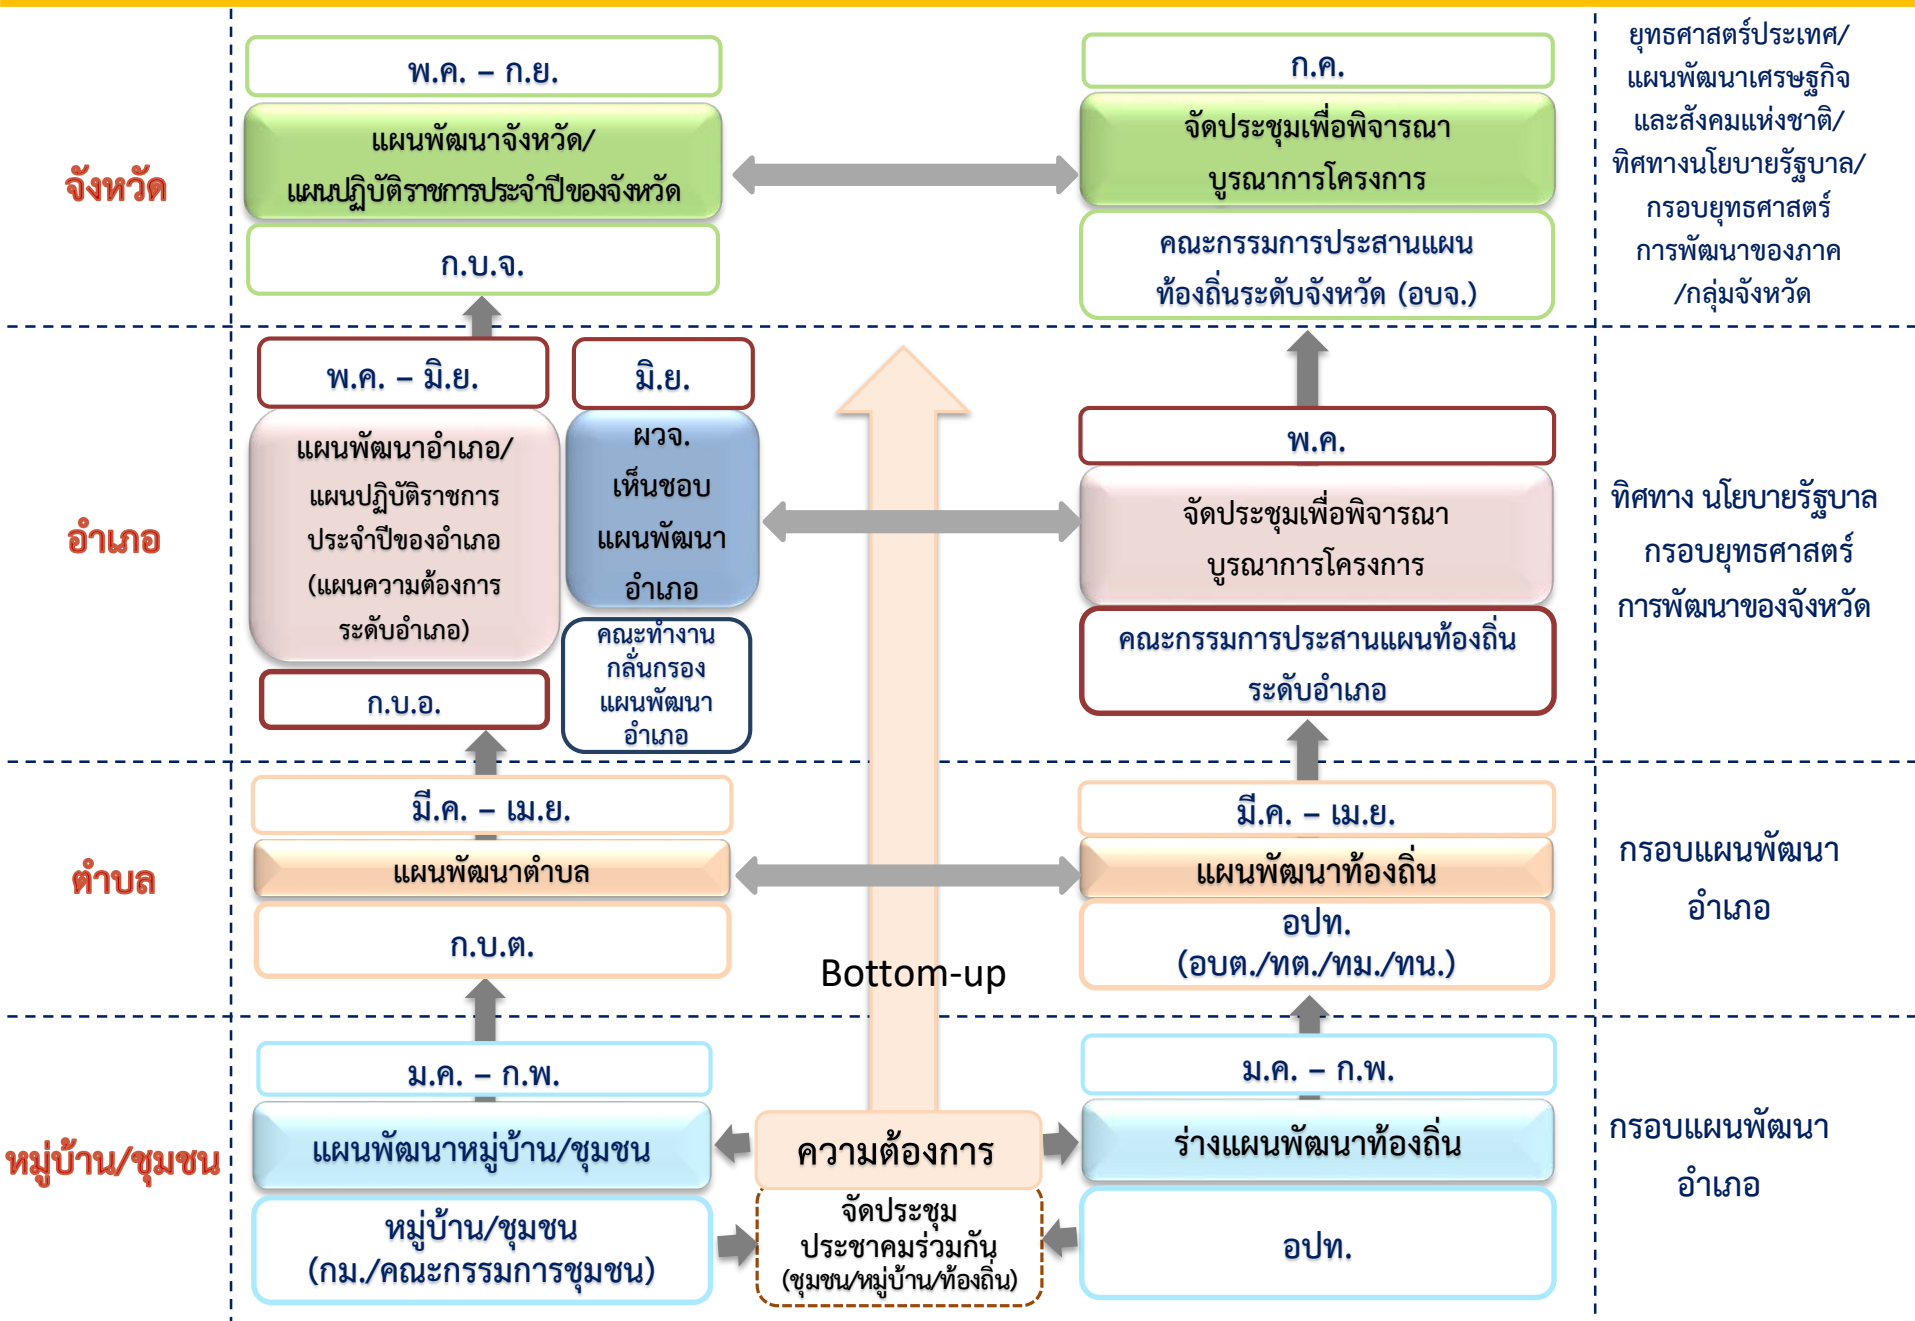 จังหวัด
พ.ค. – ก.ย.
แผนพัฒนาจังหวัด/
แผนปฏิบัติราชการประจำปีของจังหวัด
ก.บ.จ.
ก.ค.
จัดประชุมเพื่อพิจารณา
บูรณาการโครงการ
คณะกรรมการประสานแผน
ท้องถิ่นระดับจังหวัด (อบจ.)
ยุทธศาสตร์ประเทศ/
แผนพัฒนาเศรษฐกิจ
และสังคมแห่งชาติ/
ทิศทางนโยบายรัฐบาล/
กรอบยุทธศาสตร์
การพัฒนาของภาค
/กลุ่มจังหวัด
อำเภอ
พ.ค. – มิ.ย.
แผนพัฒนาอำเภอ/
แผนปฏิบัติราชการ
ประจำปีของอำเภอ
(แผนความต้องการ
ระดับอำเภอ)
ก.บ.อ.
มิ.ย.
ผวจ.
เห็นชอบ
แผนพัฒนา
อำเภอ
คณะทำงาน
กลั่นกรอง
แผนพัฒนา
อำเภอ
พ.ค.
จัดประชุมเพื่อพิจารณา
บูรณาการโครงการ
คณะกรรมการประสานแผนท้องถิ่น
ระดับอำเภอ
ทิศทาง นโยบายรัฐบาล
กรอบยุทธศาสตร์
การพัฒนาของจังหวัด
ตำบล
มี.ค. – เม.ย.
แผนพัฒนาตำบล
ก.บ.ต.
Bottom-up
มี.ค. – เม.ย.
แผนพัฒนาท้องถิ่น
อปท.
(อบต./ทต./ทม./ทน.)
กรอบแผนพัฒนา
อำเภอ
หมู่บ้าน/ชุมชน
ม.ค. – ก.พ.
แผนพัฒนาหมู่บ้าน/ชุมชน
หมู่บ้าน/ชุมชน
(กม./คณะกรรมการชุมชน)
ความต้องการ
จัดประชุม
ประชาคมร่วมกัน
(ชุมชน/หมู่บ้าน/ท้องถิ่น)
ม.ค. – ก.พ.
ร่างแผนพัฒนาท้องถิ่น
อปท.
กรอบแผนพัฒนา
อำเภอ